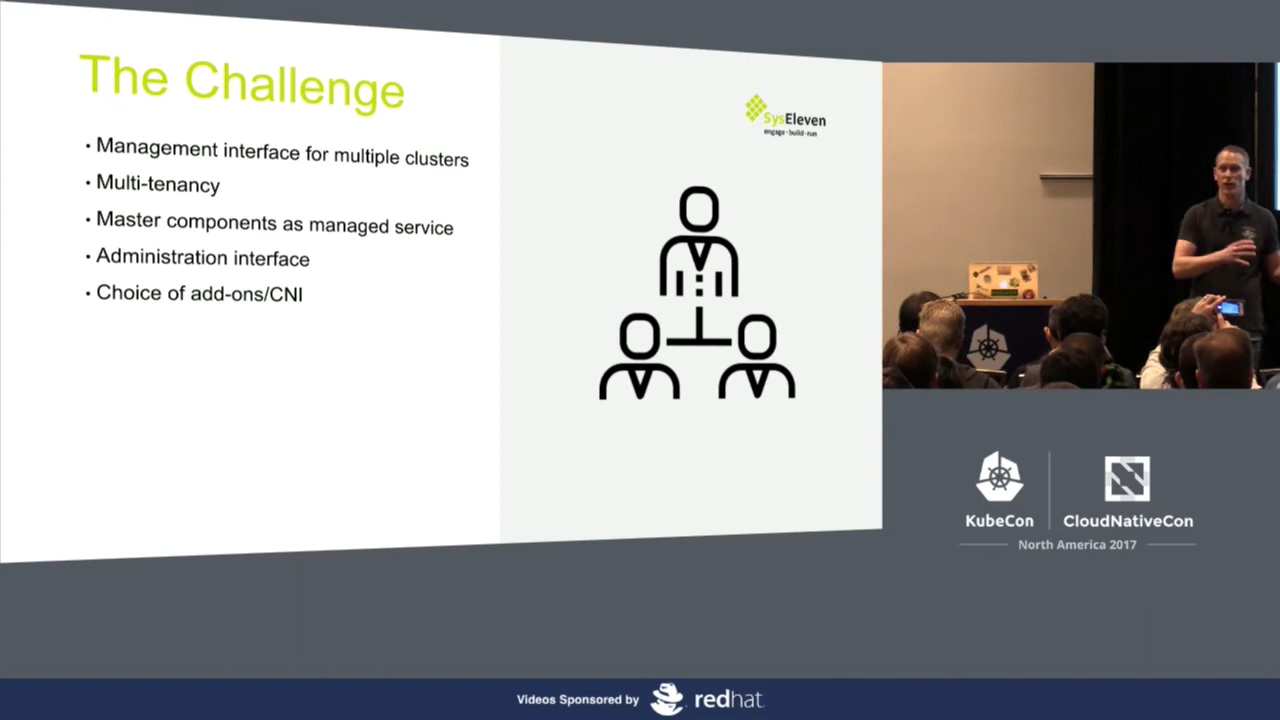 The Challenge
• Management interface for multiple clusters
• Multi-tenancy
• Master components as managed service
• Administration interface
• Choice of add-ons/CNI
SysEleven
engage - build - run
KubeCon
CloudNativeCon
North America 2017
Videos Sponsored by
redhat